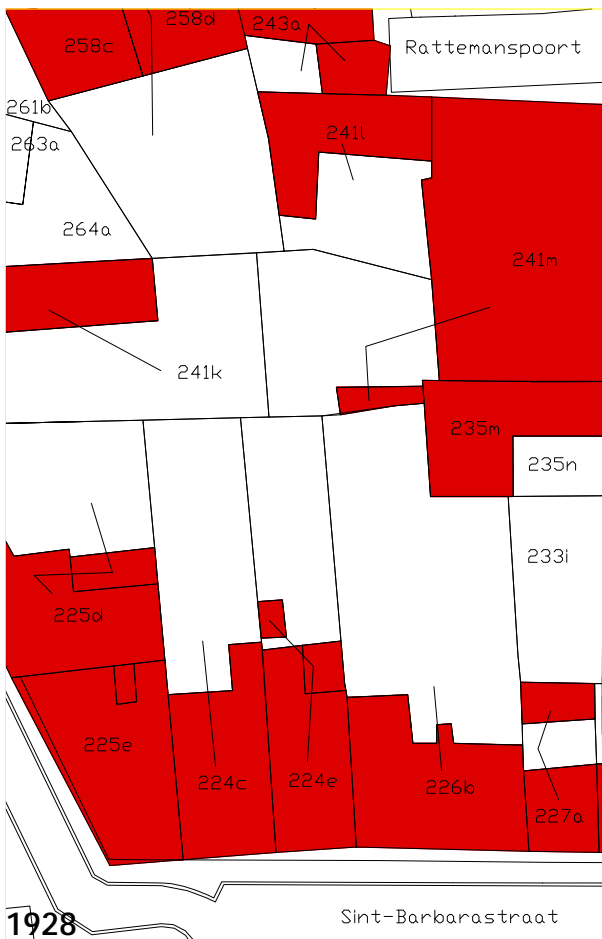 258c
258d
243a
Rattemanspoort
261b
263a
241l
264a
241m
241k
235m
235n
233i
225d
225e
224c
224e
226b
227a
1928
Sint-Barbarastraat